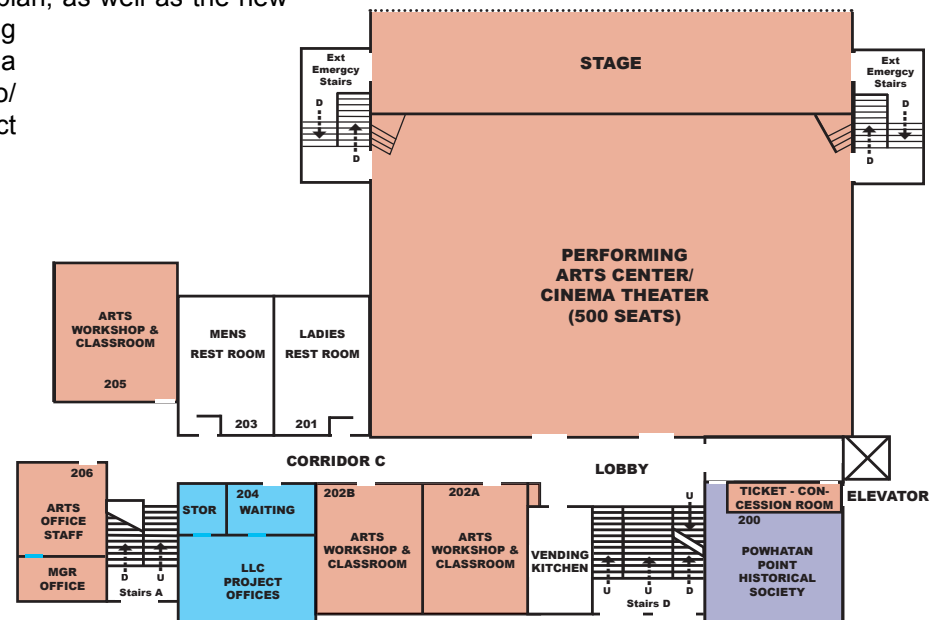 plan, as well as the new
ng
a
o/
ct
Ext
Emergcy
Stairs
D
D
STAGE
Ext
Emergcy
Stairs
D
D
PERFORMING
ARTS CENTER/
CINEMA THEATER
(500 SEATS)
ARTS
WORKSHOP &
CLASSROOM
205
MENS
REST ROOM
203
LADIES
REST ROOM
201
CORRIDOR C
LOBBY
ELEVATOR
206
ARTS
OFFICE
STAFF
MGR
OFFICE
D U
Stairs A
STOR
204
WAITING
LLC
PROJECT
OFFICES
202B
ARTS
WORKSHOP &
CLASSROOM
202A
ARTS
WORKSHOP &
CLASSROOM
VENDING
KITCHEN
U
U U D
Stairs D
TICKET - CON-
CESSION ROOM
200
POWHATAN
POINT
HISTORICAL
SOCIETY